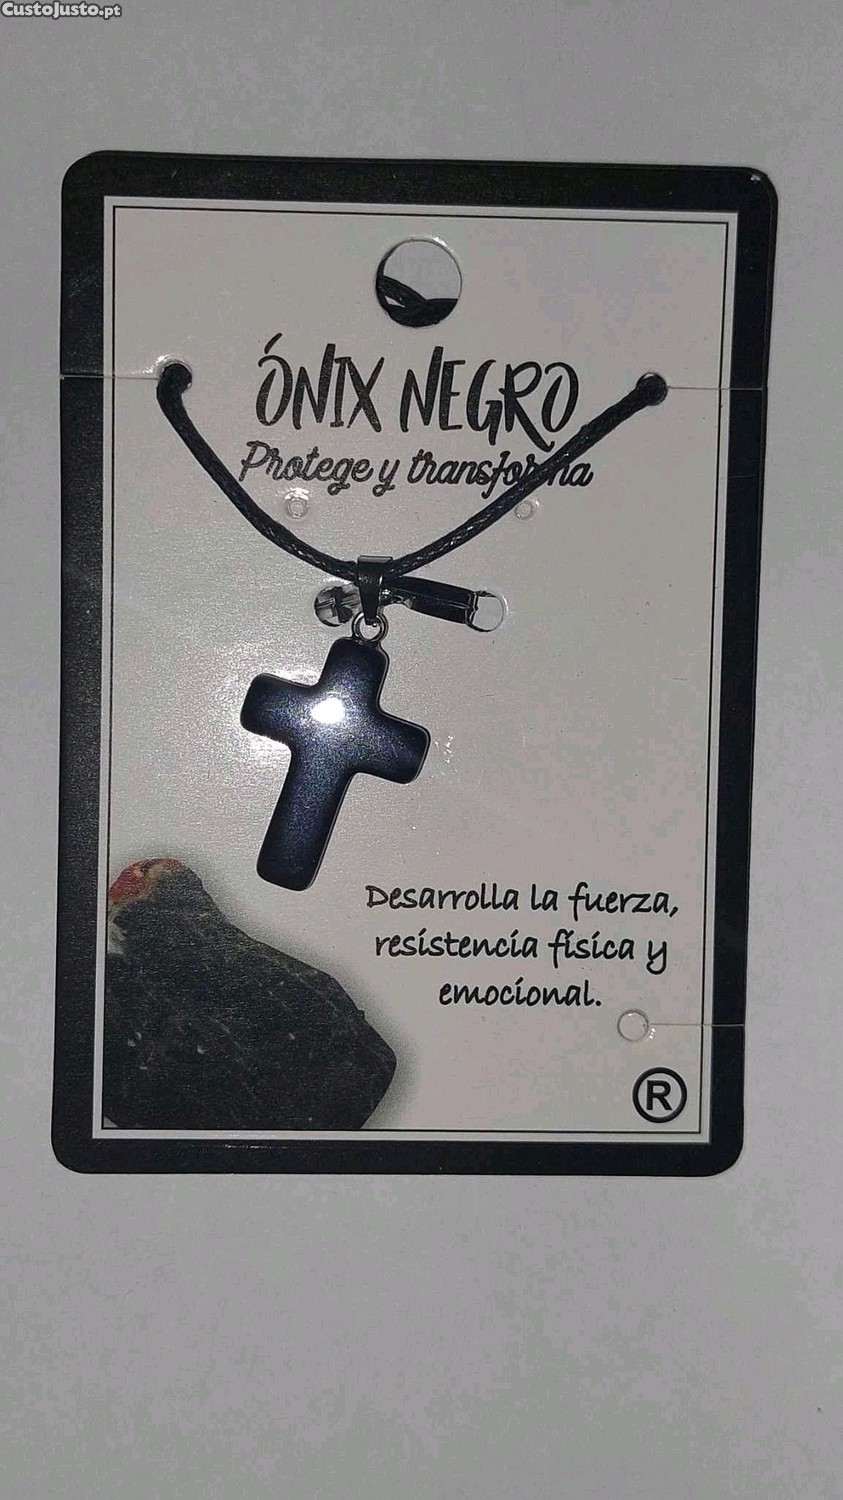 CustoJusto.pt
ÓNIX NEGRO
Protege y transforma
Desarrolla la fuerza,
resistencia física y
emocional.
®